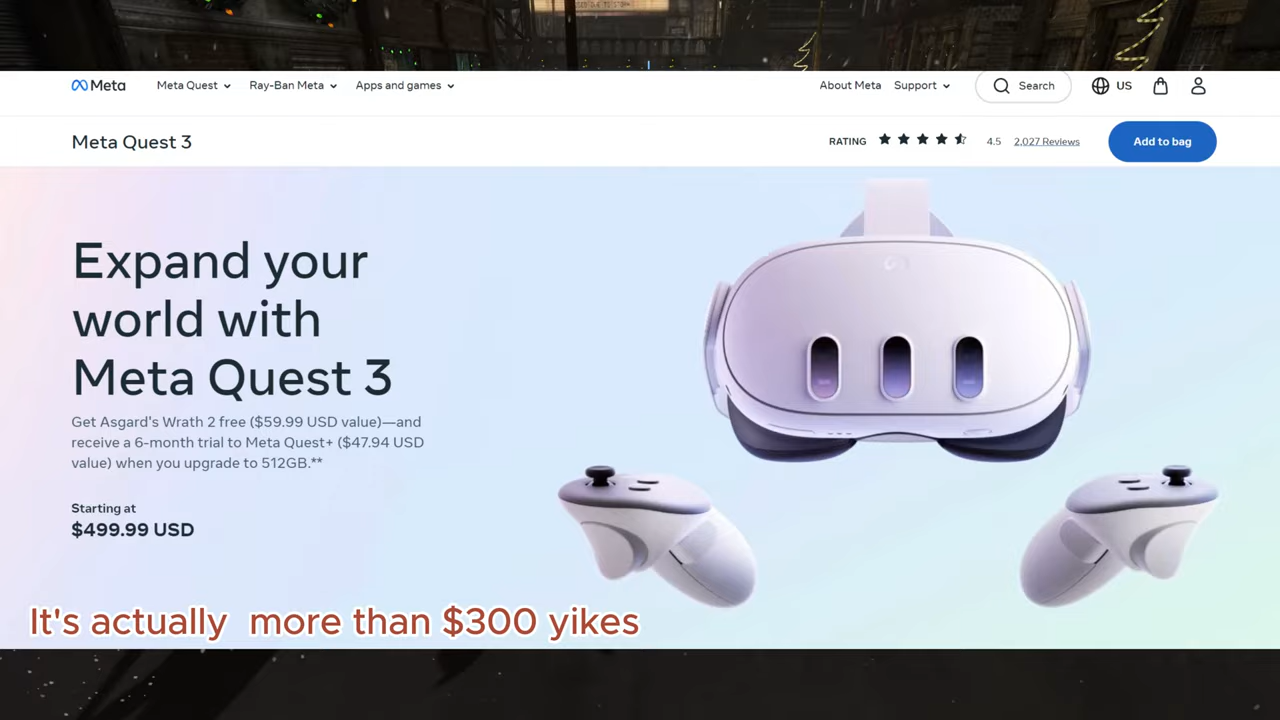 Meta
Meta Quest
Ray-Ban Meta
Apps and games
About Meta
Support
Search
US
Meta Quest 3
RATING
4.5
2,027 Reviews
Add to bag
Expand your
world with
Meta Quest 3
Get Asgard's Wrath 2 free ($59.99 USD value)—and
receive a 6-month trial to Meta Quest+ ($47.94 USD
value) when you upgrade to 512GB.**
Starting at
$499.99 USD
It's actually more than $300 yikes